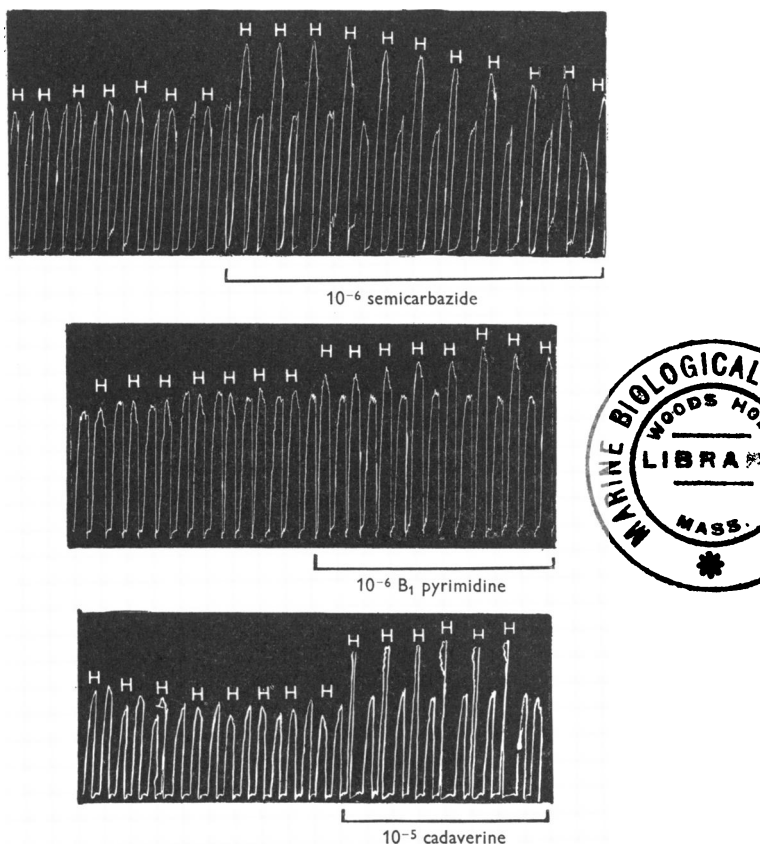 H H H H H H H H H H H H H H H H H H
10⁻⁶ semicarbazide
H H H H H H H H H H H H H H H
10⁻⁶ B₁ pyrimidine
H H H H H H H H H H H H H H
10⁻⁵ cadaverine
MARINE BIOLOGICAL
WOODS HO
LIBRA
MASS.